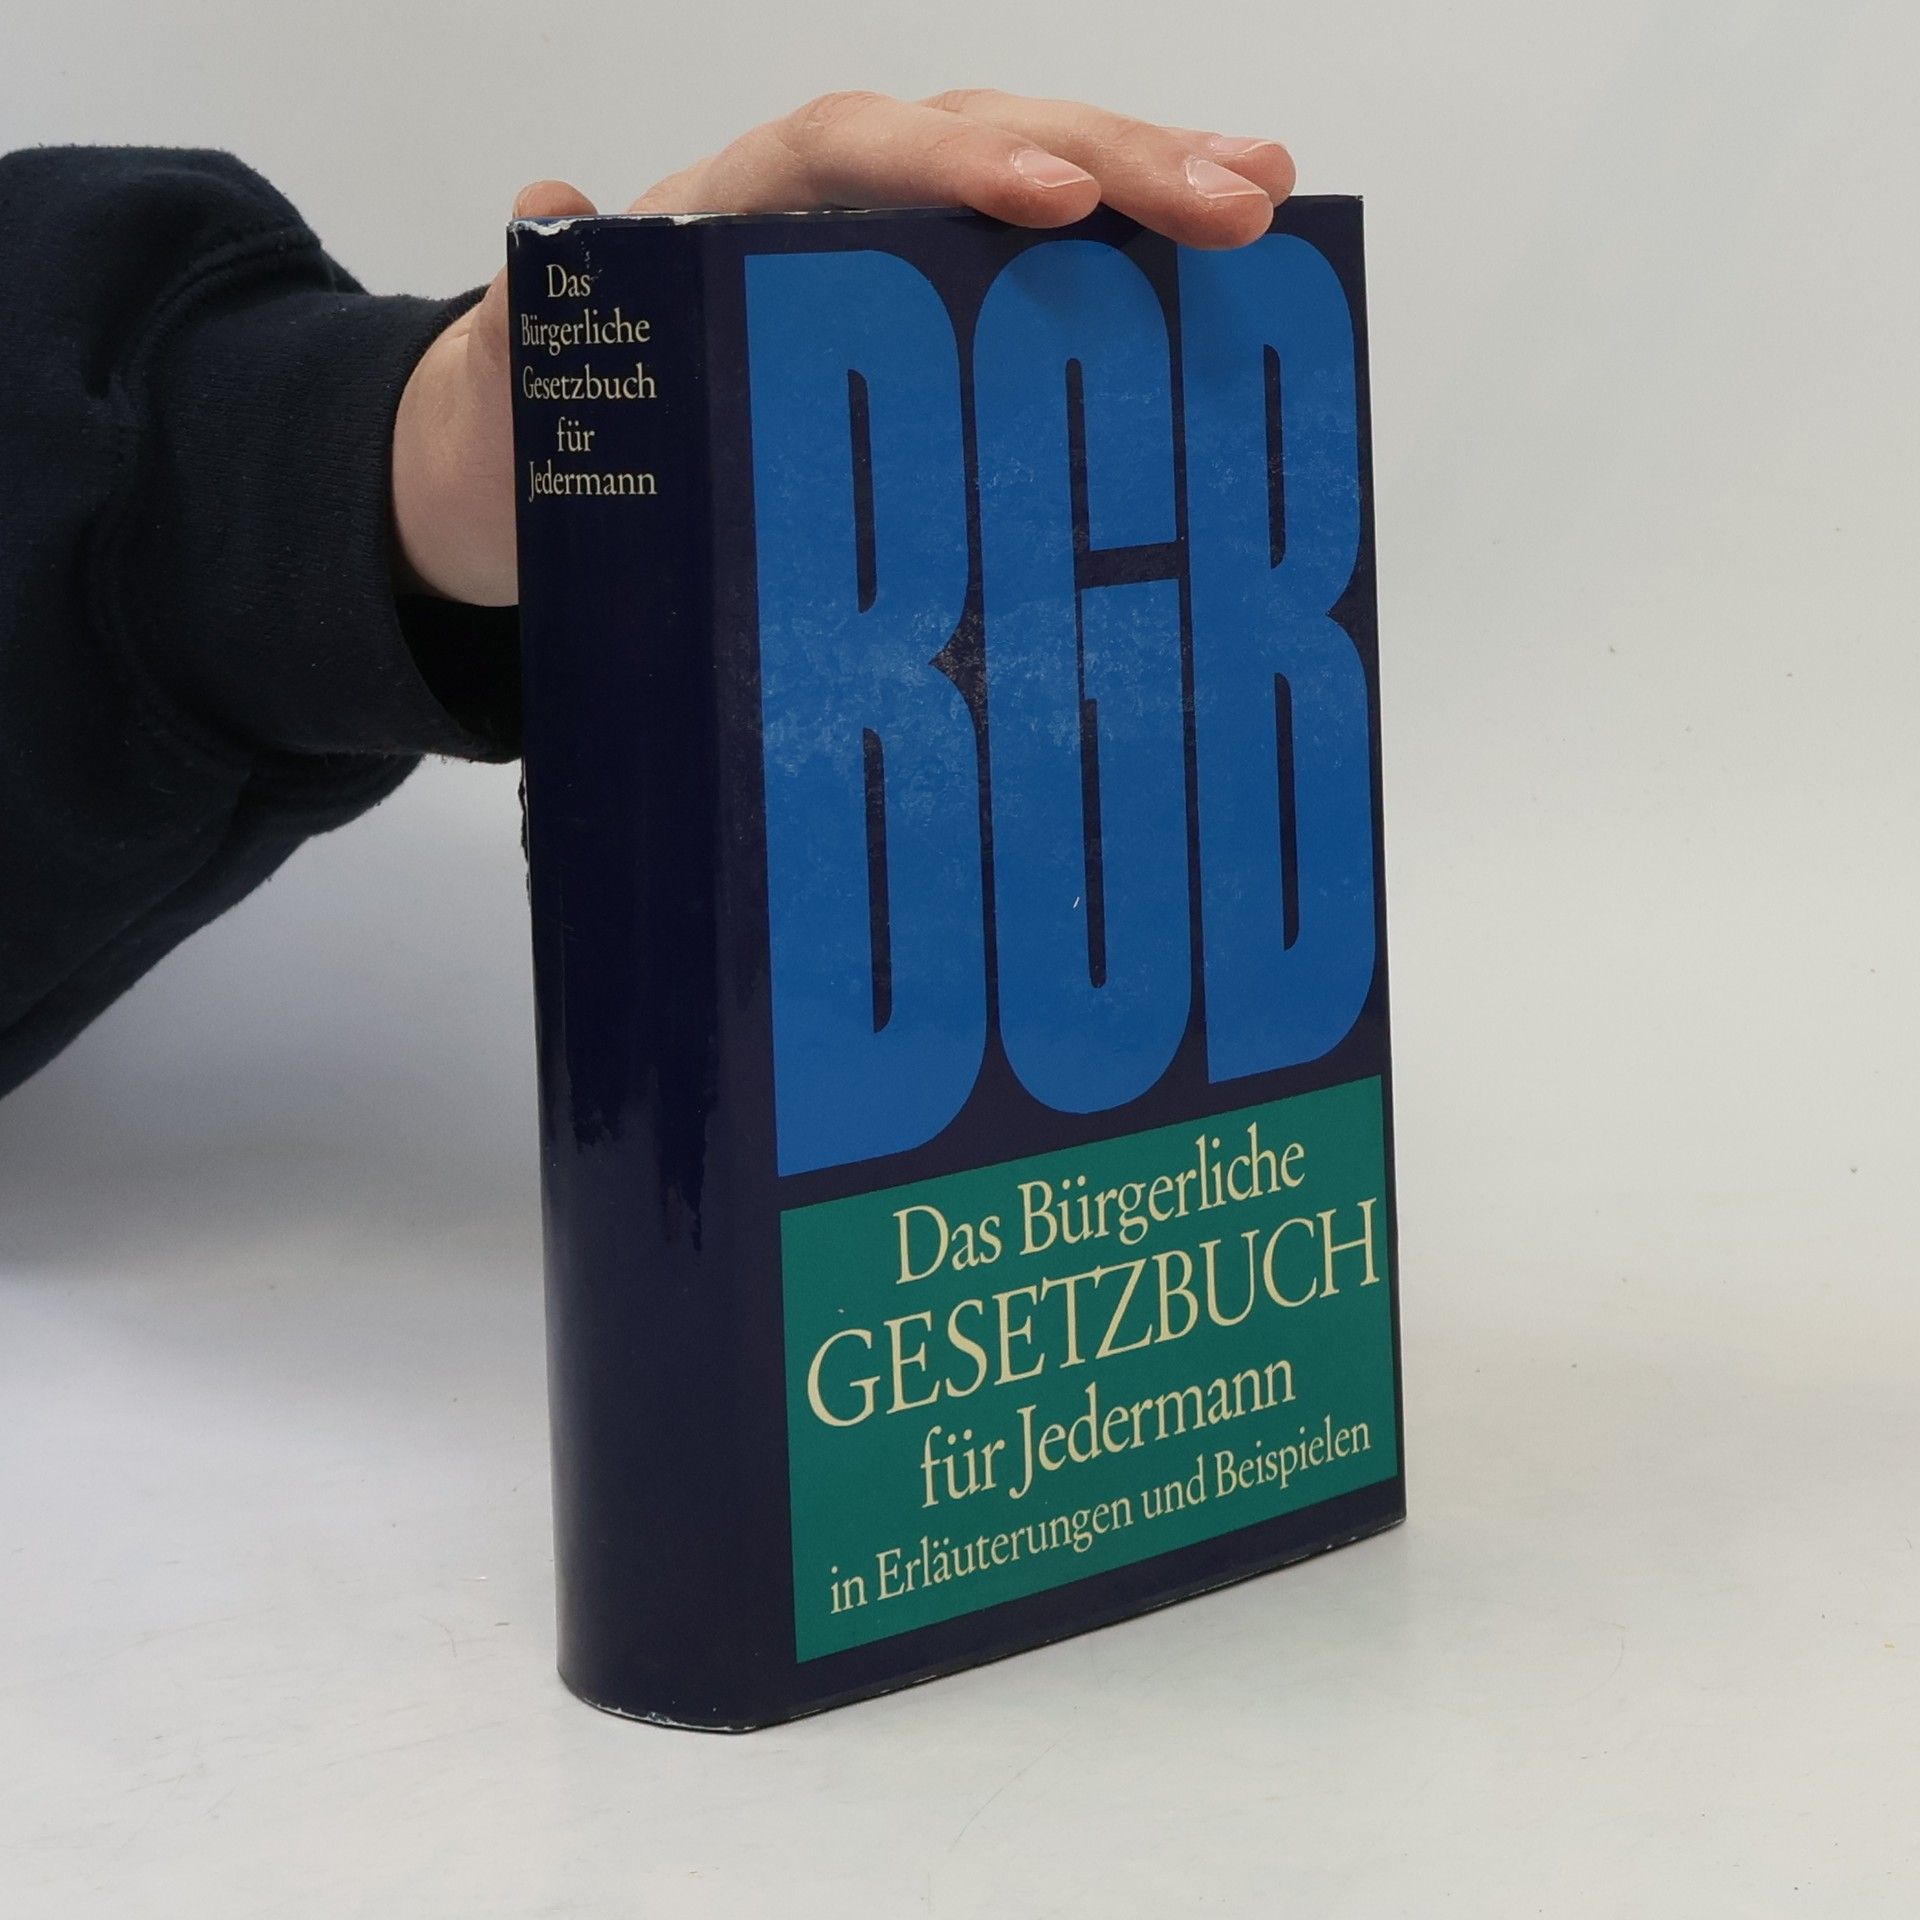 Das
Bürgerliche
Gesetzbuch
für
Jedermann
BGB
Das Bürgerliche
GESETZBUCH
für Jedermann
in Erläuterungen und Beispielen